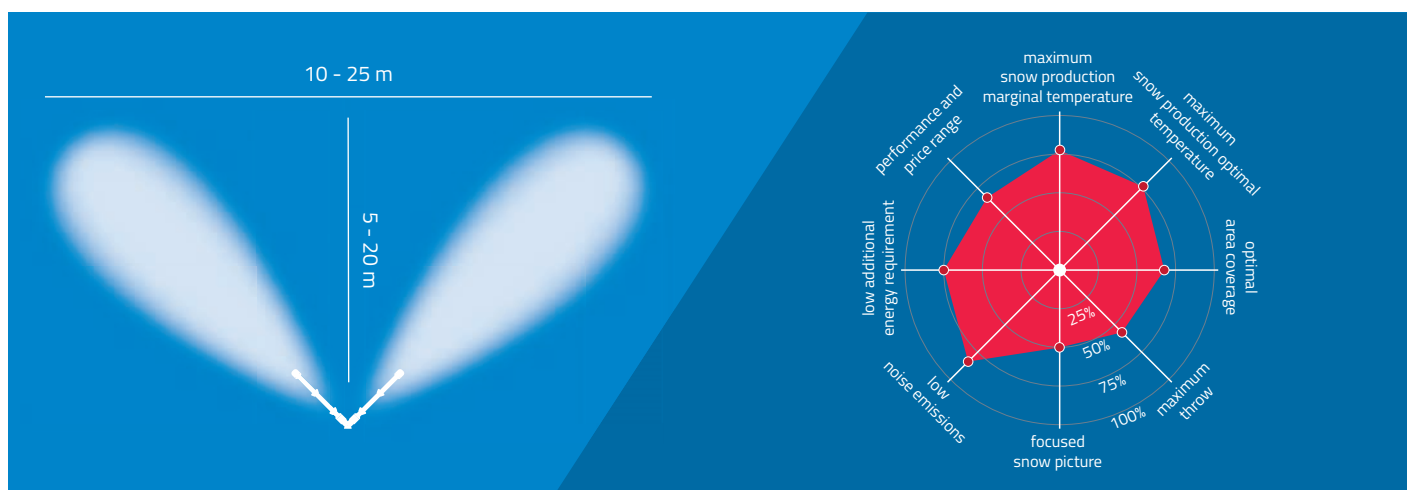 10 - 25 m
5 - 20 m
maximum
snow production
marginal temperature
maximum
snow production optimal
temperature
optimal
area coverage
maximum
throw
focused
snow picture
low
noise emissions
low additional
energy requirement
performance and
price range
25%
50%
75%
100%